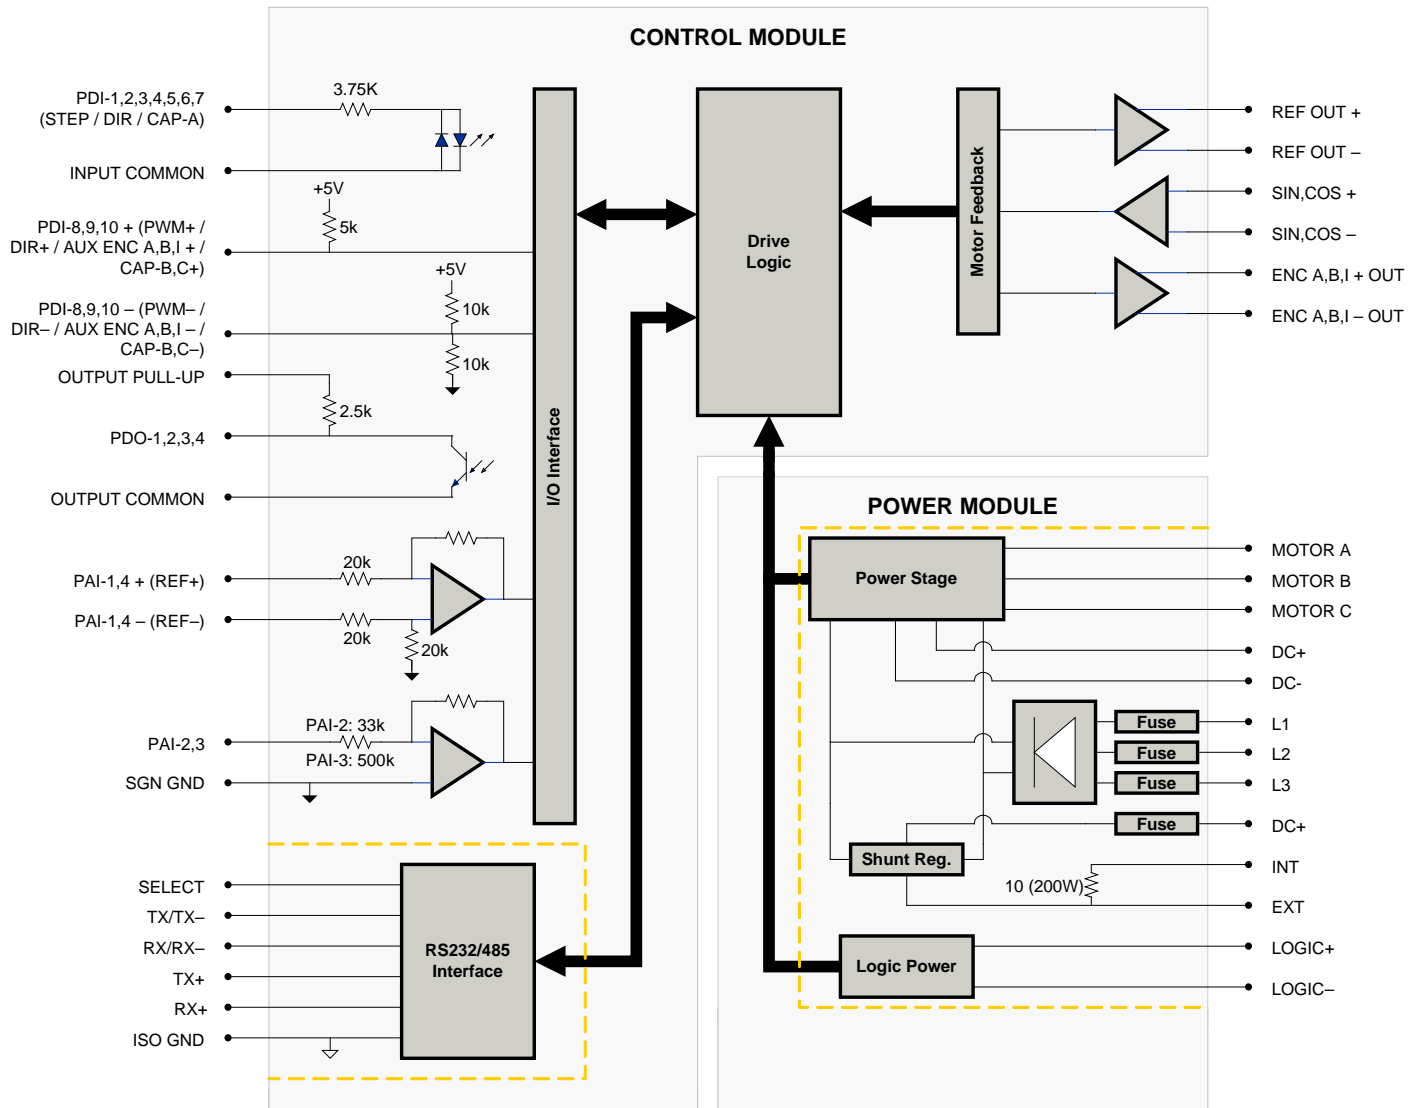 CONTROL MODULE
PDI-1,2,3,4,5,6,7
(STEP / DIR / CAP-A)
3.75K
INPUT COMMON
+5V
5k
PDI-8,9,10 + (PWM+ /
DIR+ / AUX ENC A,B,I + /
CAP-B,C+)
+5V
10k
PDI-8,9,10 – (PWM– /
DIR– / AUX ENC A,B,I – /
CAP-B,C–)
10k
OUTPUT PULL-UP
2.5k
PDO-1,2,3,4
OUTPUT COMMON
20k
PAI-1,4 + (REF+)
PAI-1,4 – (REF–)
20k
20k
PAI-2: 33k
PAI-2,3
PAI-3: 500k
SGN GND
I/O Interface
Drive
Logic
Motor Feedback
REF OUT +
REF OUT –
SIN,COS +
SIN,COS –
ENC A,B,I + OUT
ENC A,B,I – OUT
SELECT
TX/TX–
RX/RX–
TX+
RX+
ISO GND
RS232/485
Interface
POWER MODULE
Power Stage
MOTOR A
MOTOR B
MOTOR C
DC+
DC-
Fuse
L1
Fuse
L2
Fuse
L3
Fuse
DC+
Shunt Reg.
10 (200W)
INT
EXT
Logic Power
LOGIC+
LOGIC–